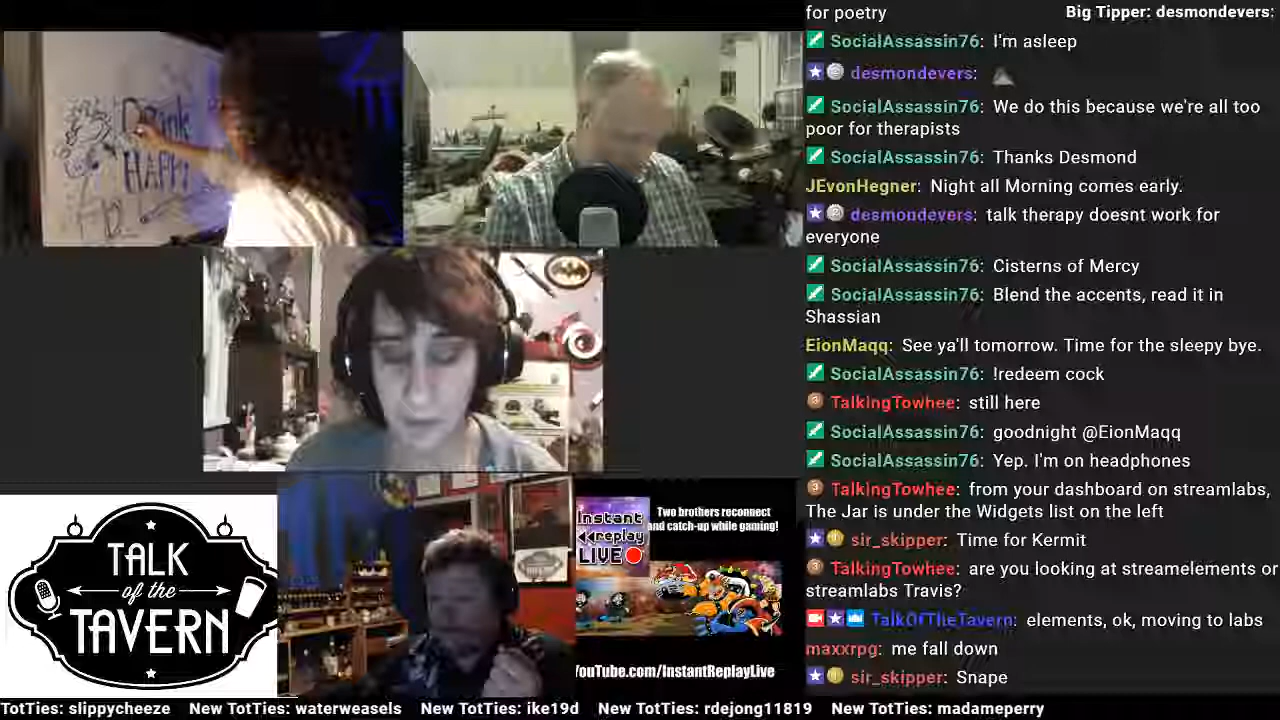 for poetry
Big Tipper: desmondevers:
SocialAssassin76: I'm asleep
desmondevers:
SocialAssassin76: We do this because we're all too
poor for therapists
SocialAssassin76: Thanks Desmond
JEvonHegner: Night all Morning comes early.
desmondevers: talk therapy doesnt work for
everyone
SocialAssassin76: Cisterns of Mercy
SocialAssassin76: Blend the accents, read it in
Shassian
EionMaqq: See ya'll tomorrow. Time for the sleepy bye.
SocialAssassin76: !redeem cock
TalkingTowhee: still here
SocialAssassin76: goodnight @EionMaqq
SocialAssassin76: Yep. I'm on headphones
TalkingTowhee: from your dashboard on streamlabs,
The Jar is under the Widgets list on the left
sir_skipper: Time for Kermit
TalkingTowhee: are you looking at streamelements or
streamlabs Travis?
TalkOfTheTavern: elements, ok, moving to labs
maxxrpg: me fall down
sir_skipper: Snape
Drink
HAPPY
TALK
of the
TAVERN
Instant
replay
LIVE
Two brothers reconnect
and catch-up while gaming!
YouTube.com/InstantReplayLive
TotTies: slippycheeze New TotTies: waterweasels New TotTies: ike19d New TotTies: rdejong11819 New TotTies: madameperry